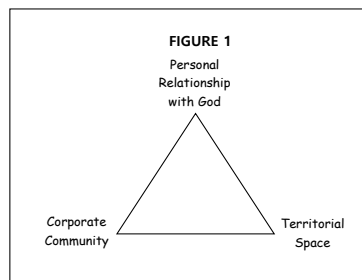 FIGURE 1
Personal
Relationship
with God
Corporate
Community
Territorial
Space